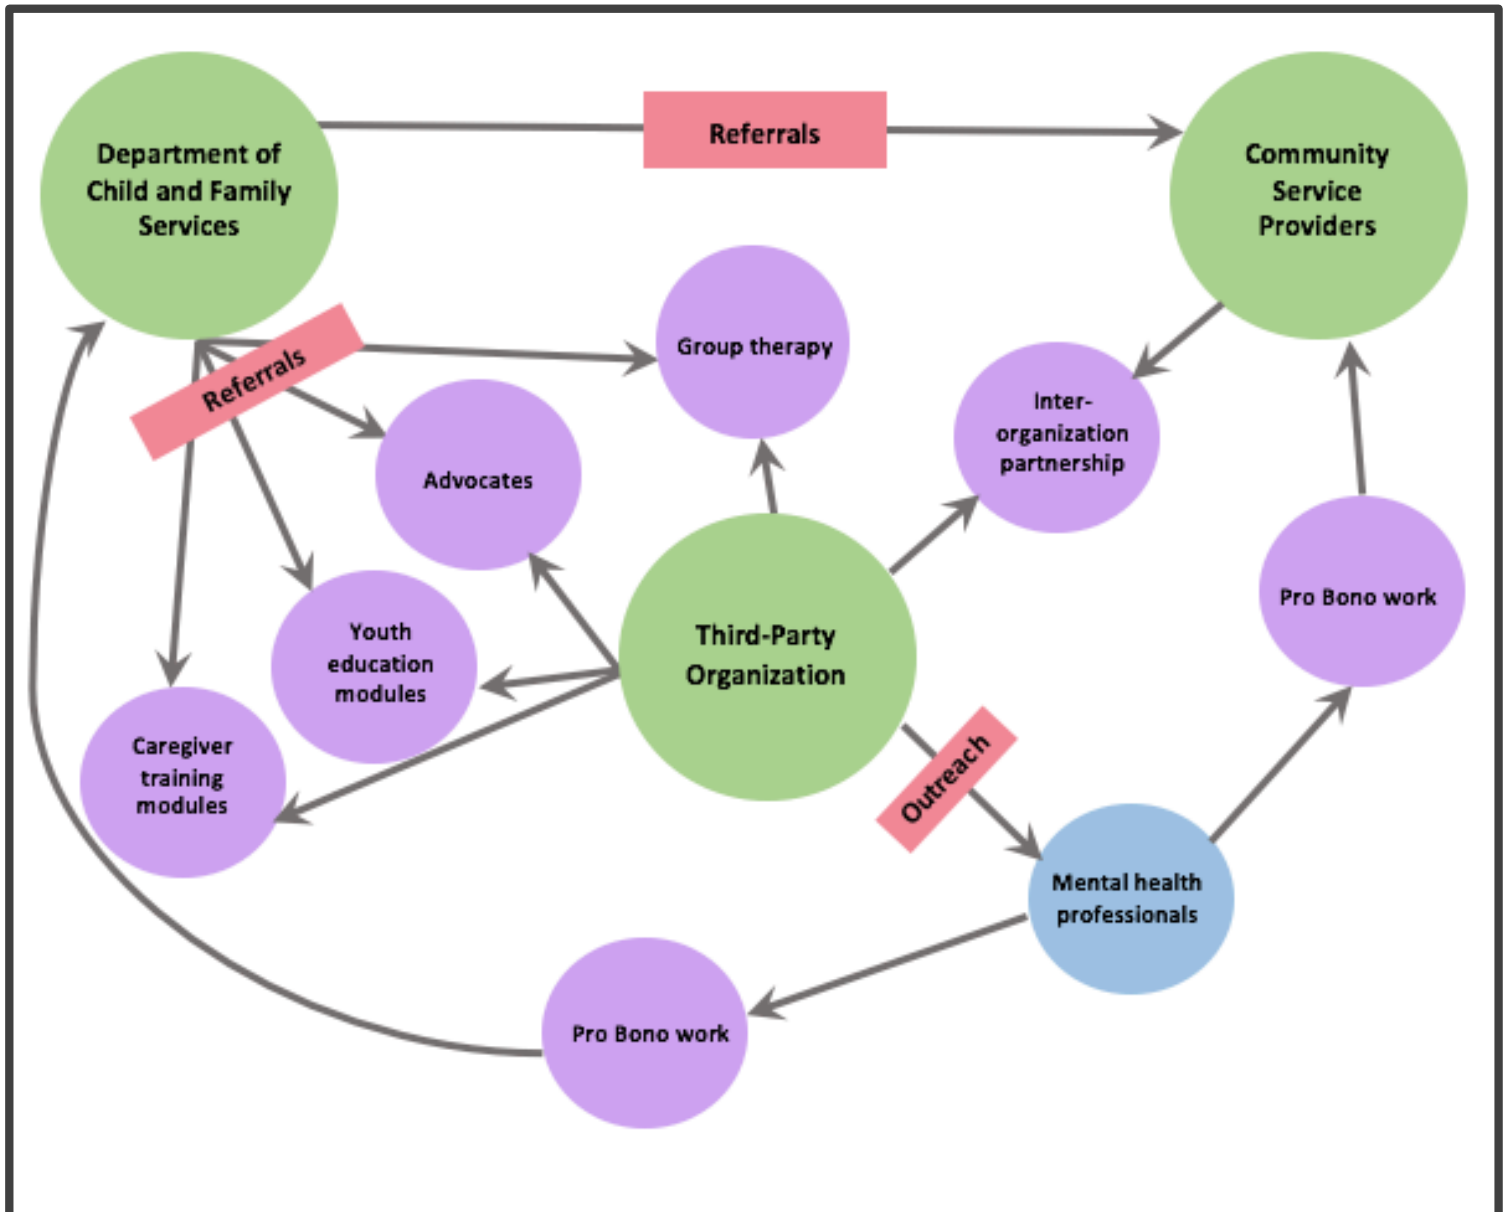 Department of
Child and Family
Services
Referrals
Community
Service
Providers
Referrals
Group therapy
Inter-
organization
partnership
Advocates
Pro Bono work
Youth
education
modules
Third-Party
Organization
Caregiver
training
modules
Outreach
Mental health
professionals
Pro Bono work